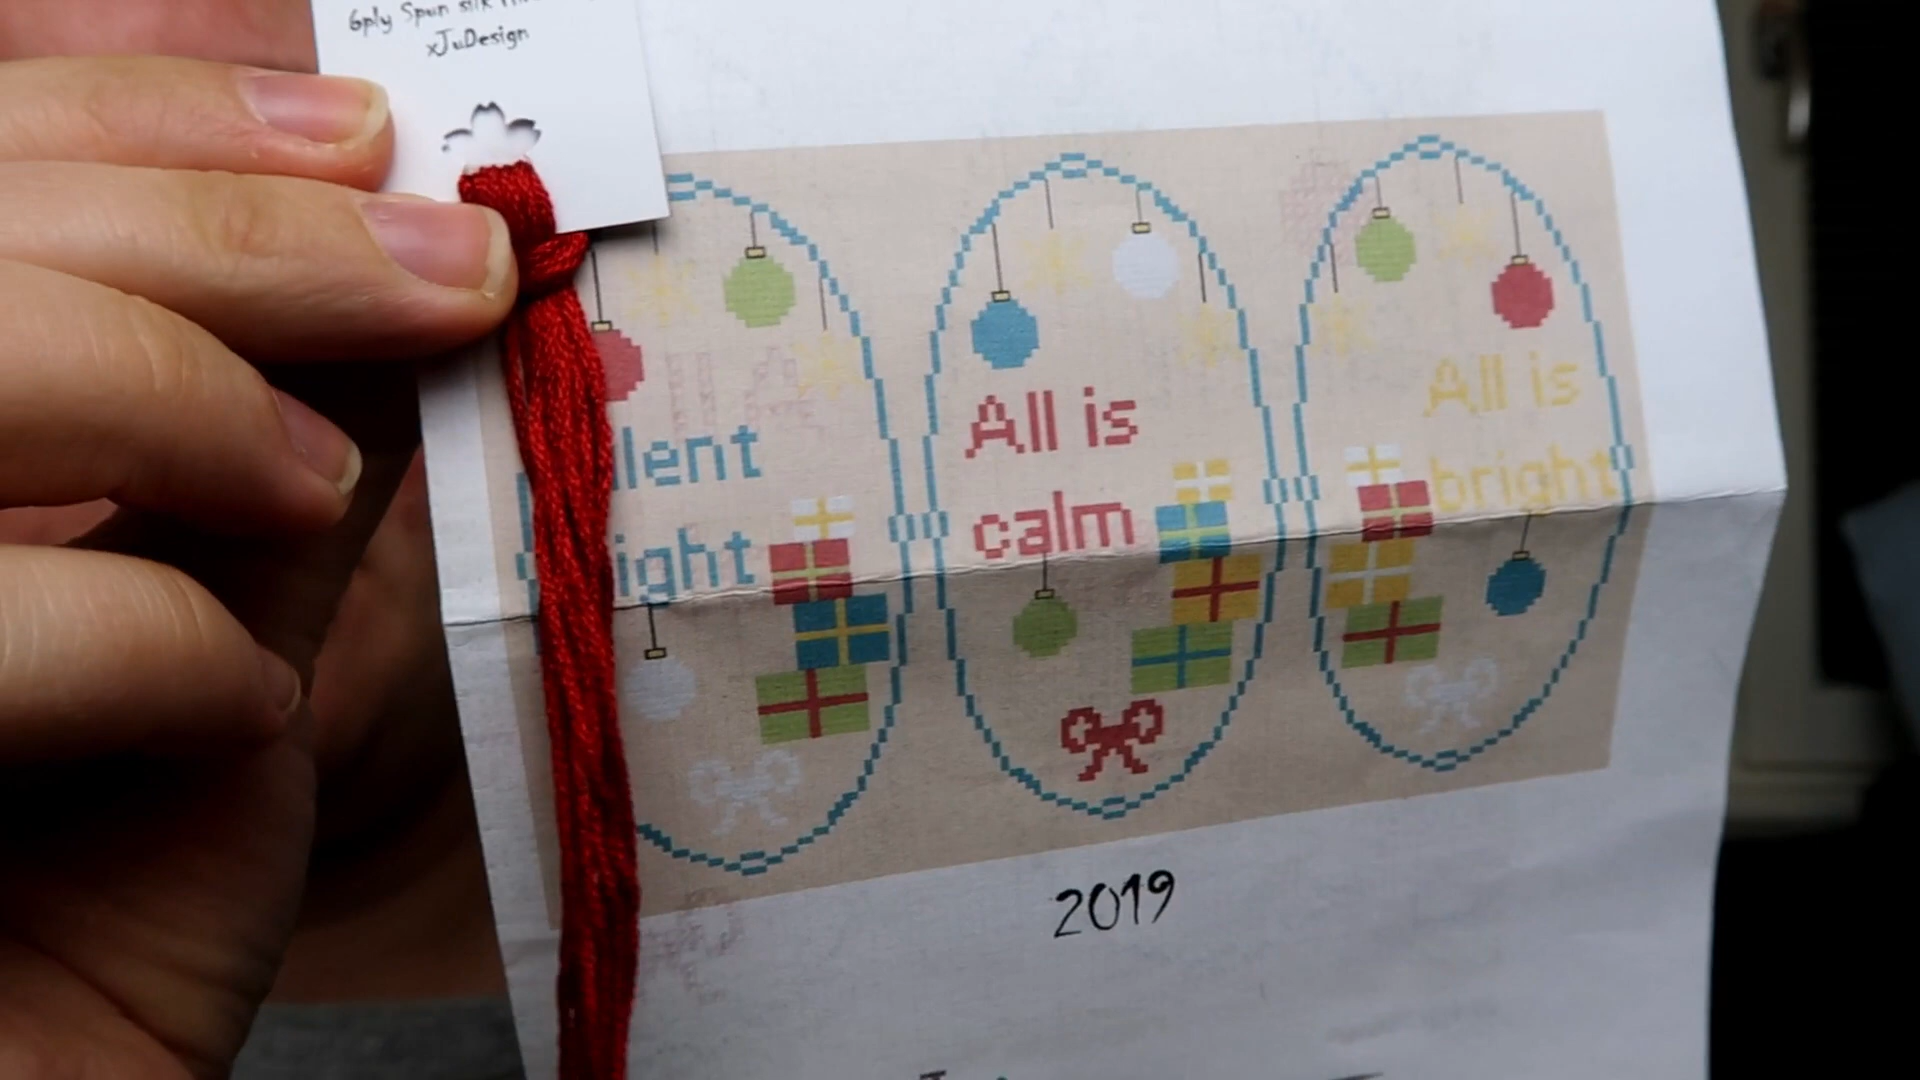 6ply Spun silk
xJuDesign
lent
ight
All is
calm
All is
bright
2019